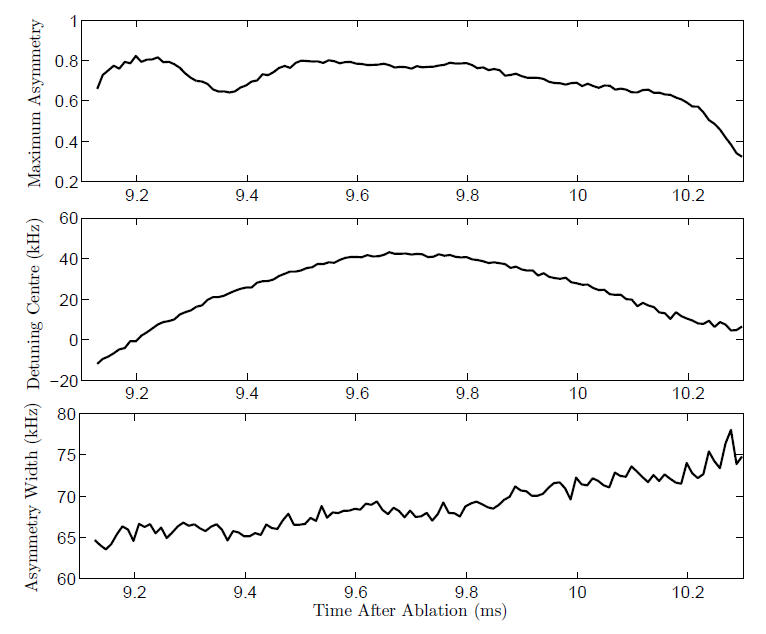 Maximum Asymmetry
1
0.8
0.6
0.4
0.2
9.2 9.4 9.6 9.8 10 10.2
Detuning Centre (kHz)
60
40
20
0
−20
9.2 9.4 9.6 9.8 10 10.2
Asymmetry Width (kHz)
80
75
70
65
60
9.2 9.4 9.6 9.8 10 10.2
Time After Ablation (ms)